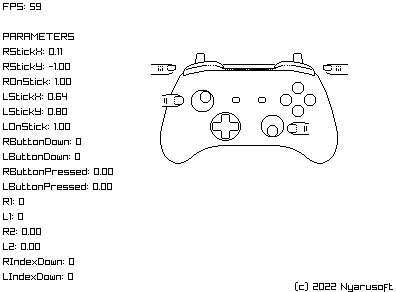 FPS: 59
PARAMETERS
RStickX: 0.11
RStickY: -1.00
ROnStick: 1.00
LStickX: 0.64
LStickY: 0.80
LOnStick: 1.00
RButtonDown: 0
LButtonDown: 0
RButtonPressed: 0.00
LButtonPressed: 0.00
R1: 0
L1: 0
R2: 0.00
L2: 0.00
RIndexDown: 0
LIndexDown: 0
(c) 2022 Nyarusoft